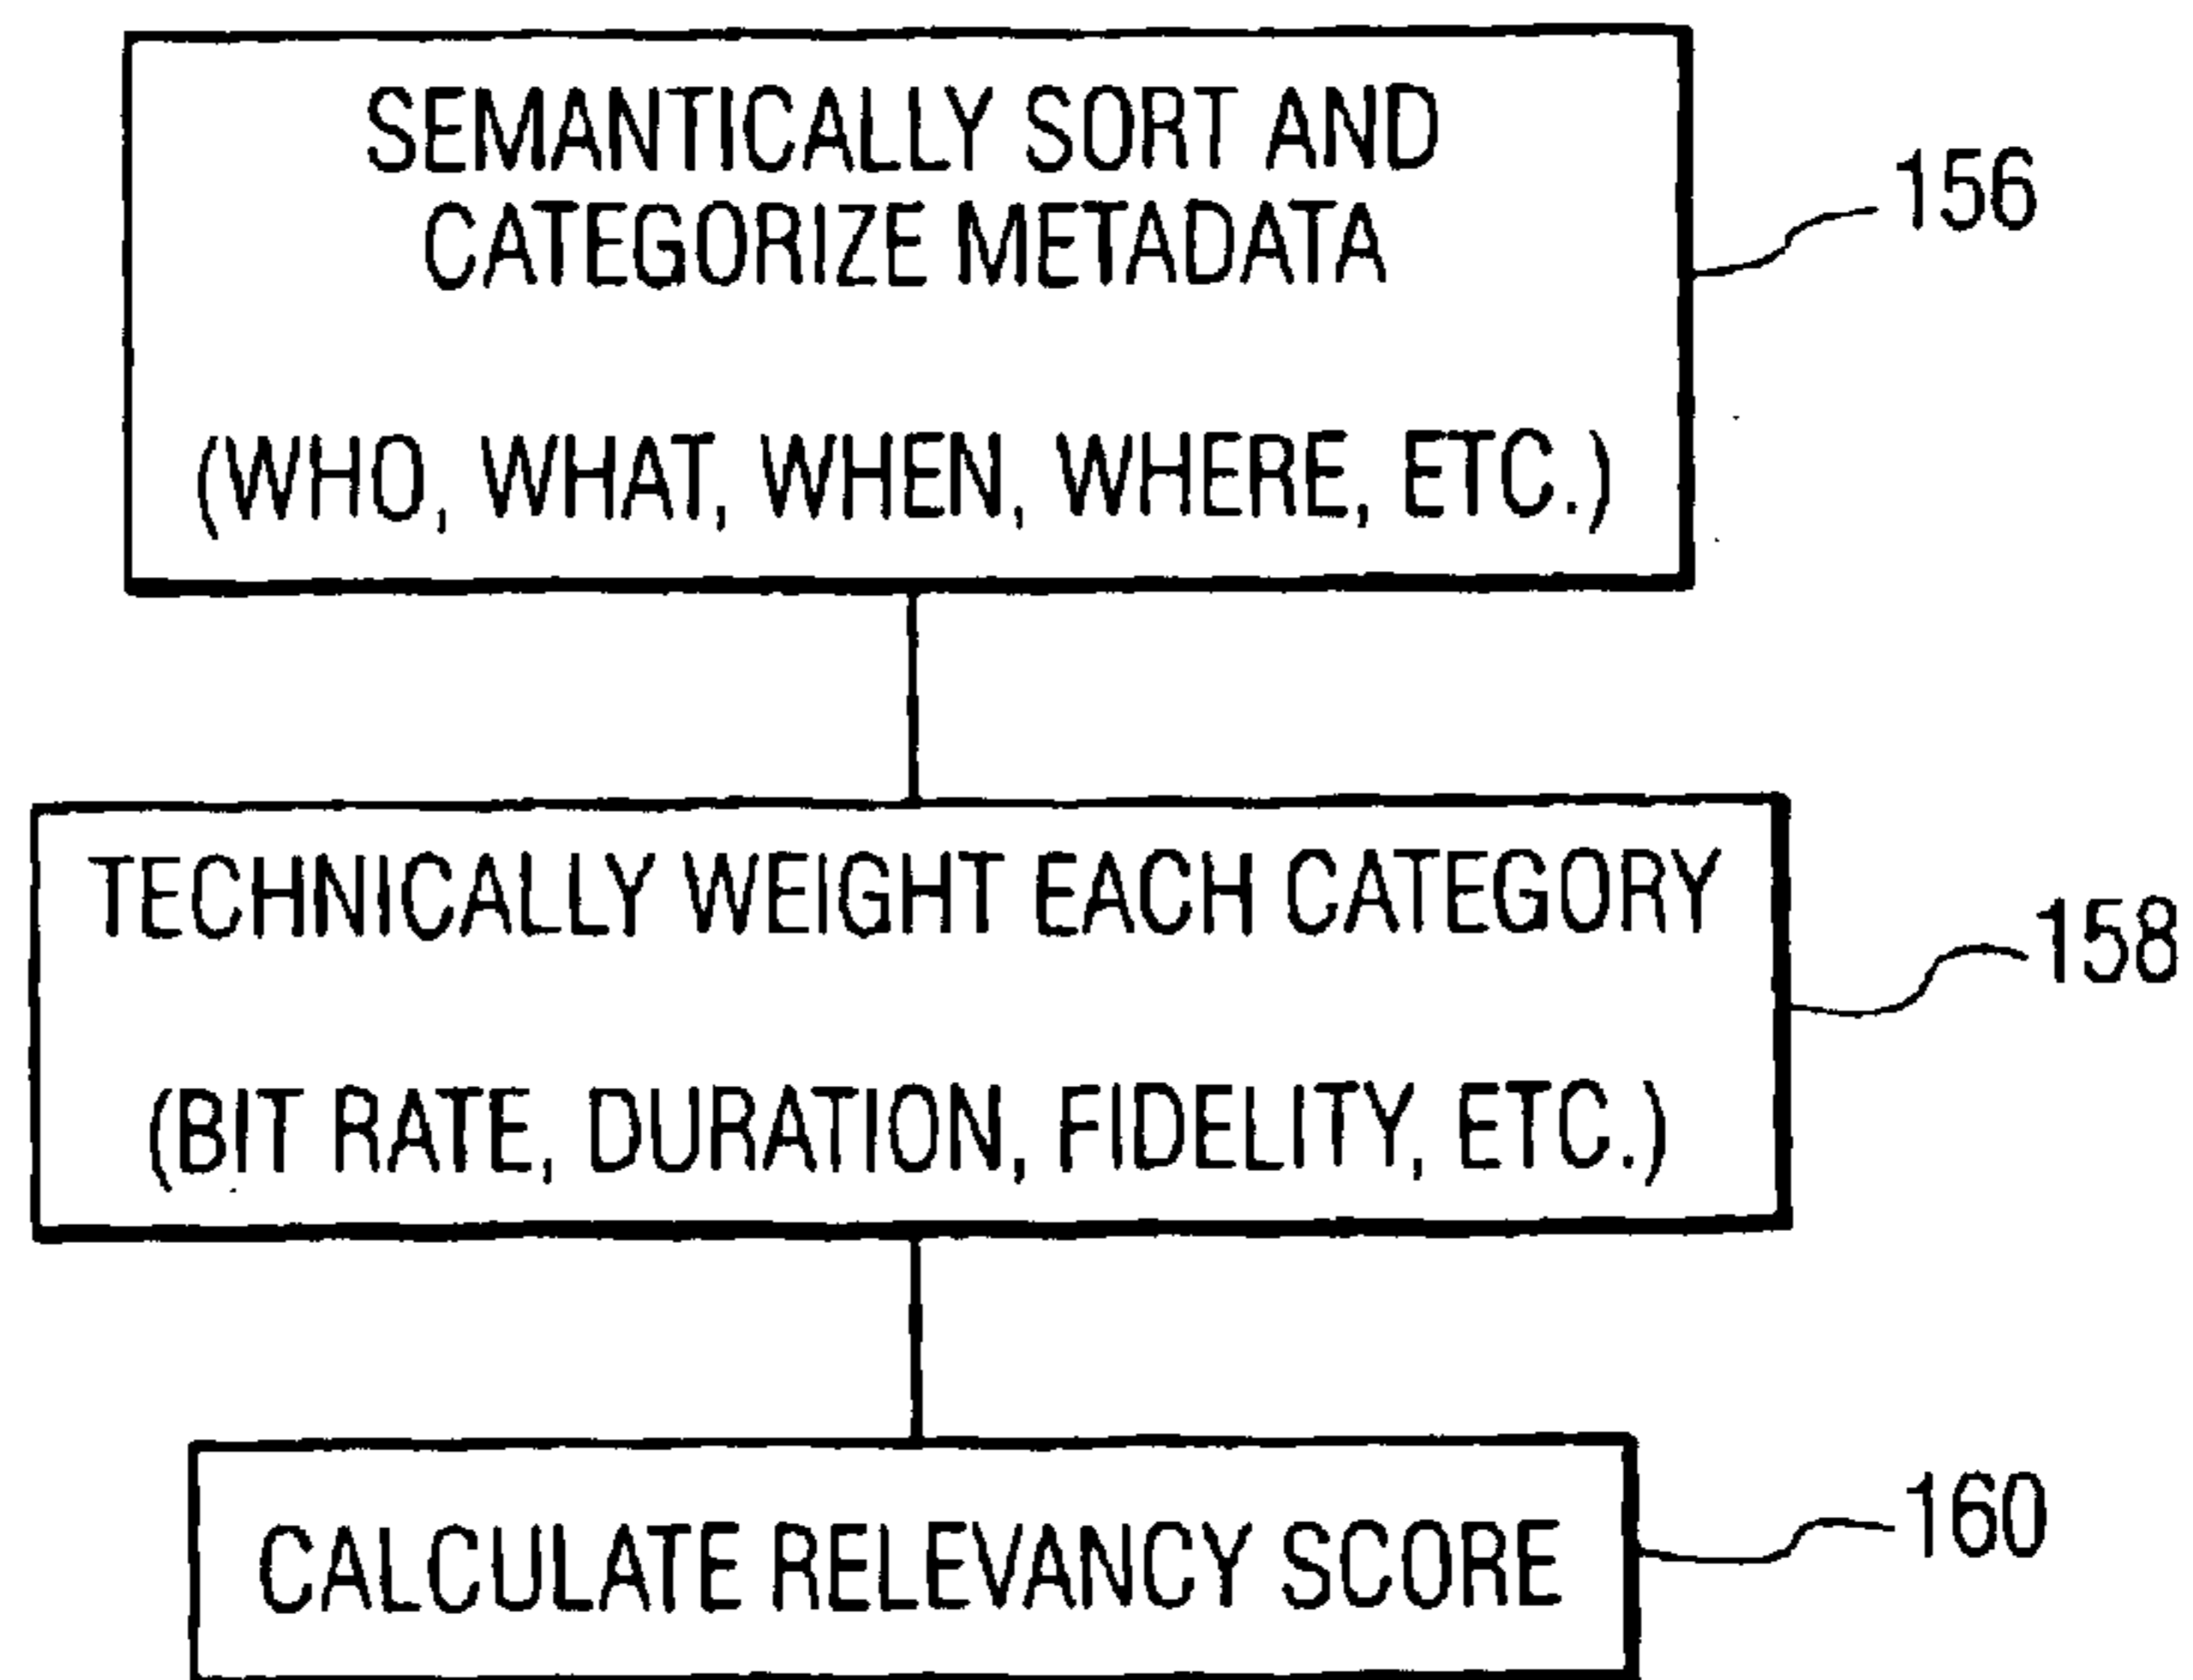 SEMANTICALLY SORT AND
CATEGORIZE METADATA
(WHO, WHAT, WHEN, WHERE, ETC.)
156
TECHNICALLY WEIGHT EACH CATEGORY
(BIT RATE, DURATION, FIDELITY, ETC.)
158
CALCULATE RELEVANCY SCORE
160